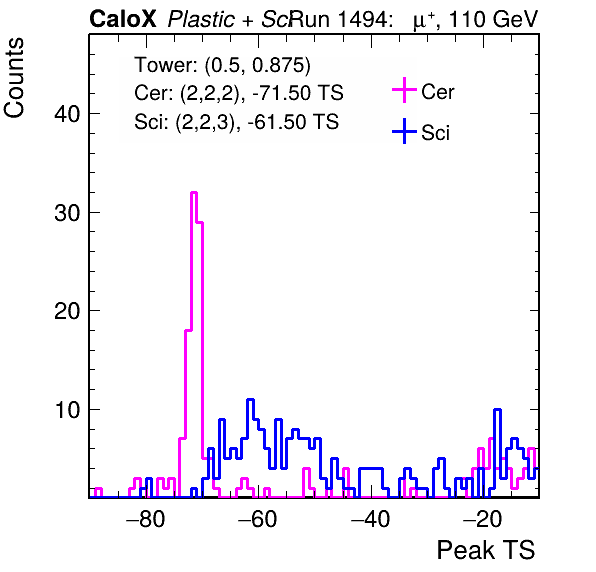 CaloX Plastic + SciRun 1494: μ⁺, 110 GeV
Counts
Tower: (0.5, 0.875)
Cer: (2,2,2), -71.50 TS
Sci: (2,2,3), -61.50 TS
Cer
Sci
40
30
20
10
−80 −60 −40 −20
Peak TS